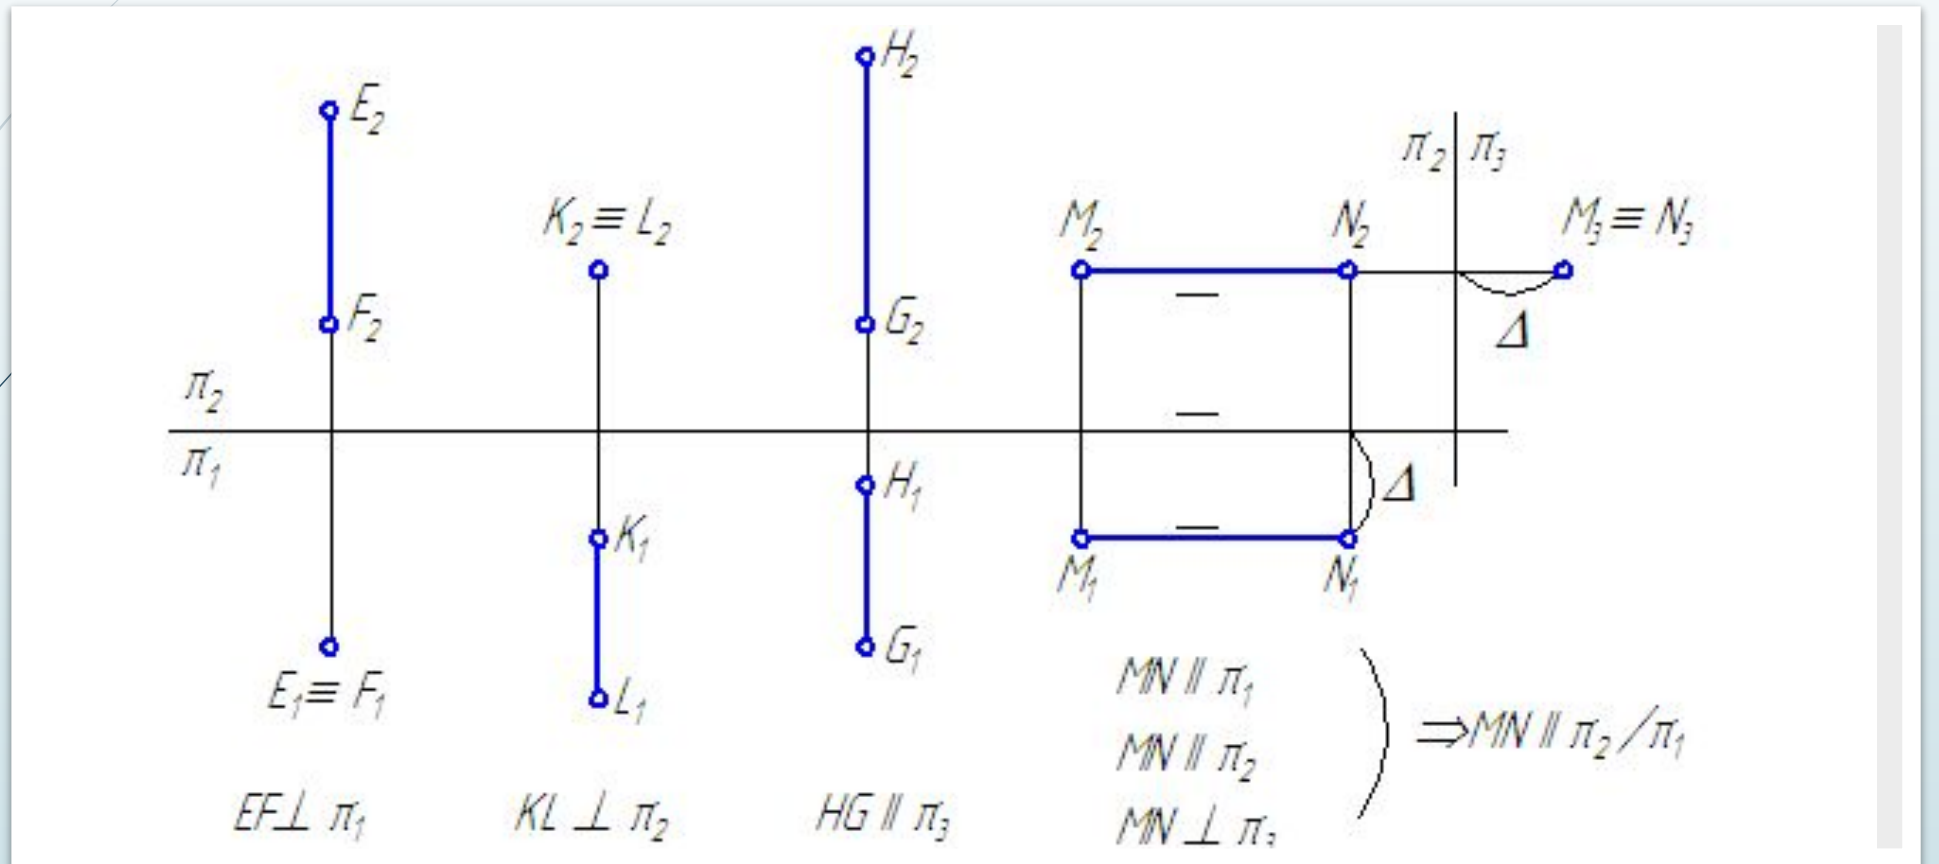 H₂
E₂
π₂ π₃
K₂≡ L₂ M₂ N₂ M₃≡ N₃
F₂ G₂ Δ
π₂
π₁
H₁ Δ
K₁
M₁ N₁
G₁
E₁≡ F₁ L₁ MN ∥ π₁
MN ∥ π₂ ⇒MN ∥ π₂/π₁
EF⊥ π₁ KL ⊥ π₂ HG ∥ π₃ MN ⊥ π₃